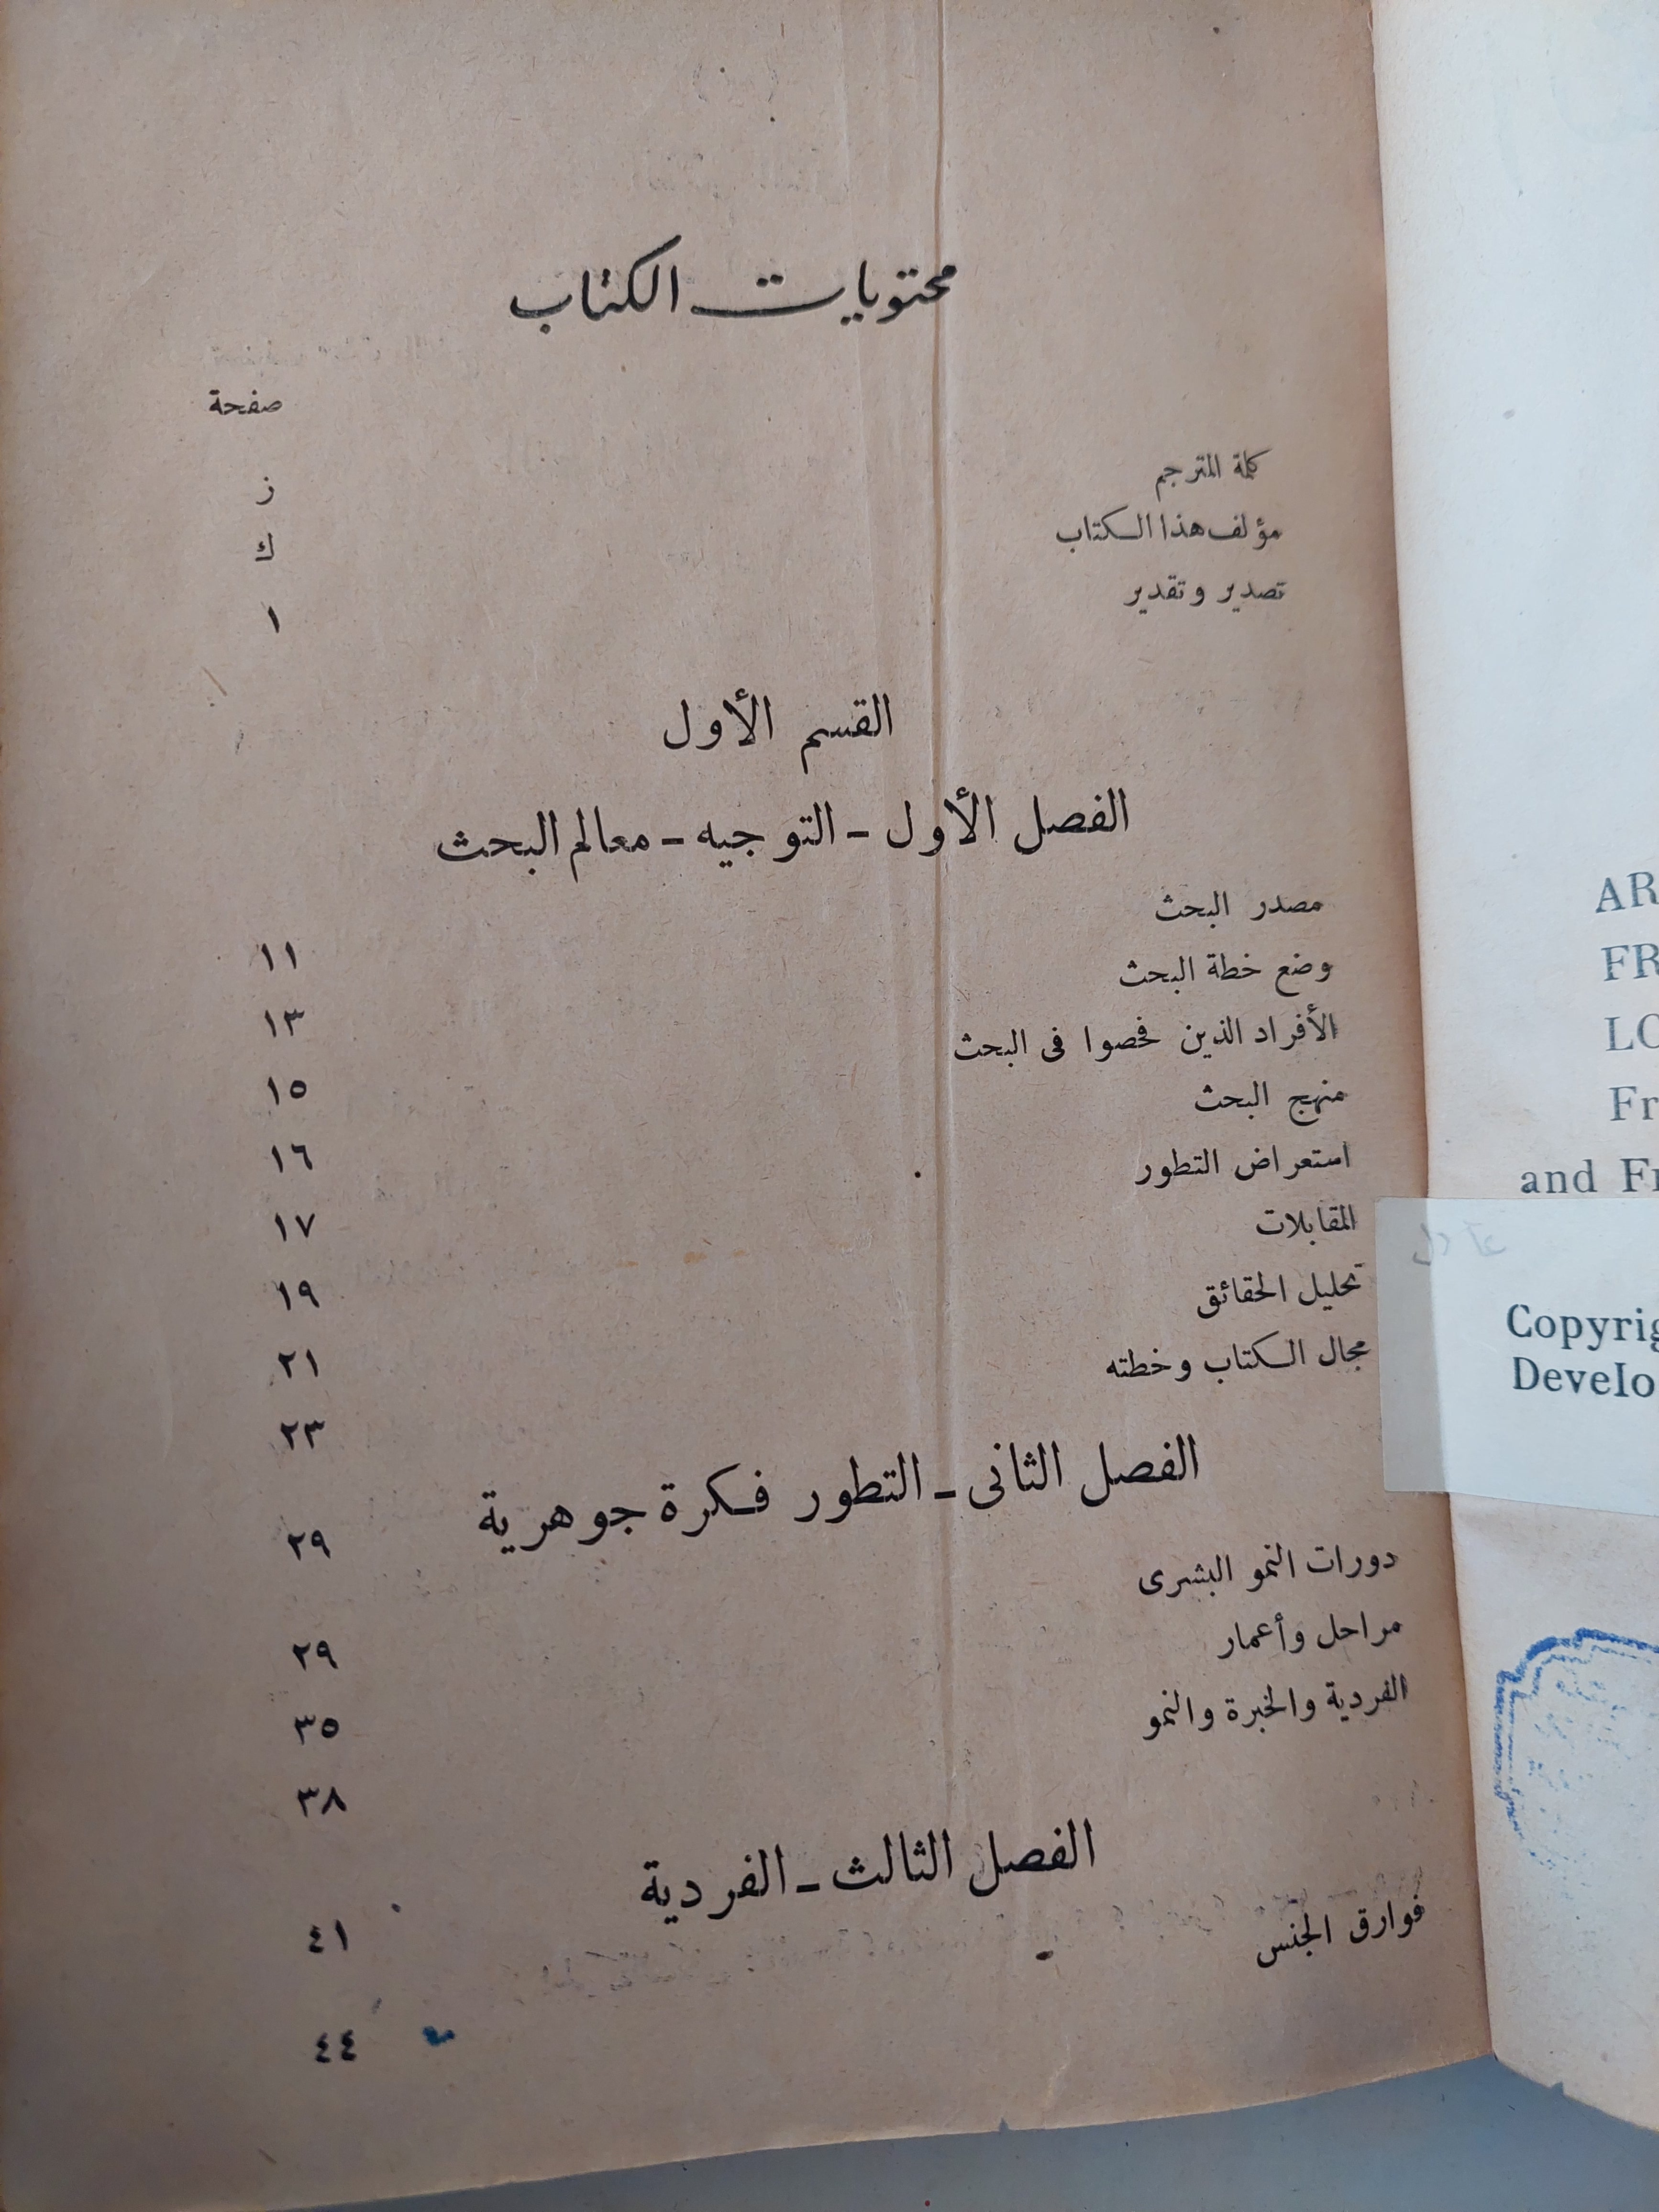 محتويات الكتاب
صفحة
كلمة المترجم ز
مؤلف هذا الكتاب ك
تصدير وتقدير ١
القسم الأول
الفصل الأول - التوجيه - معالم البحث
مصدر البحث ١١
وضع خطة البحث ١٣
الأفراد الذين فحصوا فى البحث ١٥
منهج البحث ١٦
استعراض التطور ١٧
المقابلات ١٩
تحليل الحقائق ٢١
مجال الكتاب وخطته ٢٣
الفصل الثانى - التطور فكرة جوهرية ٢٩
دورات النمو البشرى ٢٩
مراحل وأعمار ٣٥
الفردية والخبرة والنمو ٣٨
الفصل الثالث - الفردية ٤١
فوارق الجنس ٤٤
AR
FR
LO
Fr
and Fr
عادل
Copyrig
Develo